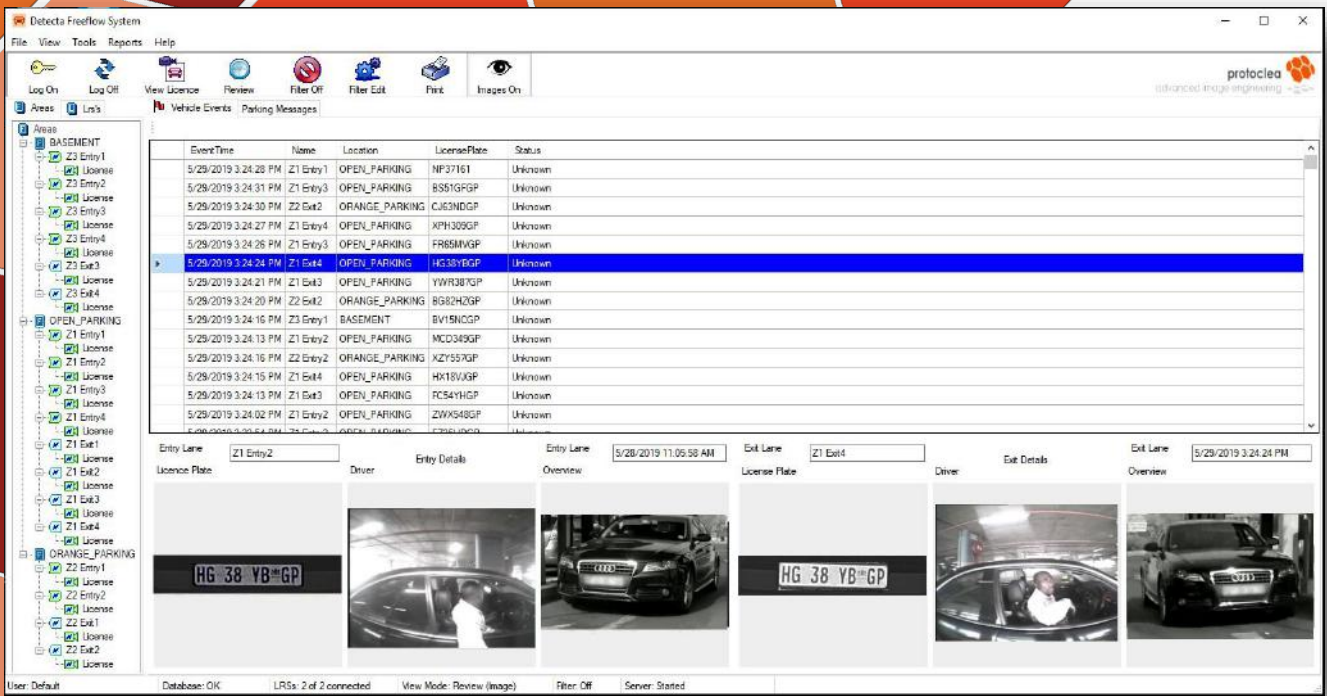 Detecta Freeflow System
File View Tools Reports Help
Log On Log Off View Licence Review Filter Off Filter Edit Print Images On
protoclea
advanced image engineering
Areas Lrs's Vehicle Events Parking Messages
Areas
BASEMENT
Z3 Entry1
License
Z3 Entry2
License
Z3 Entry3
License
Z3 Entry4
License
Z3 Exit3
License
Z3 Exit4
License
OPEN_PARKING
Z1 Entry1
License
Z1 Entry2
License
Z1 Entry3
License
Z1 Entry4
License
Z1 Exit1
License
Z1 Exit2
License
Z1 Exit3
License
Z1 Exit4
License
ORANGE_PARKING
Z2 Entry1
License
Z2 Entry2
License
Z2 Exit1
License
Z2 Exit2
License
EventTime Name Location LicensePlate Status
5/29/2019 3:24:28 PM Z1 Entry1 OPEN_PARKING NP37161 Unknown
5/29/2019 3:24:31 PM Z1 Entry3 OPEN_PARKING BS51GFGP Unknown
5/29/2019 3:24:30 PM Z2 Exit2 ORANGE_PARKING CJ63NDGP Unknown
5/29/2019 3:24:27 PM Z1 Entry4 OPEN_PARKING XPH309GP Unknown
5/29/2019 3:24:26 PM Z1 Entry3 OPEN_PARKING FR65MVGP Unknown
5/29/2019 3:24:24 PM Z1 Exit4 OPEN_PARKING HG38YBGP Unknown
5/29/2019 3:24:21 PM Z1 Exit3 OPEN_PARKING YWR387GP Unknown
5/29/2019 3:24:20 PM Z2 Exit2 ORANGE_PARKING BG82HZGP Unknown
5/29/2019 3:24:16 PM Z3 Entry1 BASEMENT BV15NCGP Unknown
5/29/2019 3:24:13 PM Z1 Entry2 OPEN_PARKING MCD349GP Unknown
5/29/2019 3:24:16 PM Z2 Entry2 ORANGE_PARKING XZY557GP Unknown
5/29/2019 3:24:15 PM Z1 Exit4 OPEN_PARKING HX18VJGP Unknown
5/29/2019 3:24:13 PM Z1 Exit3 OPEN_PARKING FC54YHGP Unknown
5/29/2019 3:24:02 PM Z1 Entry2 OPEN_PARKING ZWX548GP Unknown
Entry Lane Z1 Entry2 Entry Details Entry Lane 5/28/2019 11:05:58 AM Exit Lane Z1 Exit4 Exit Details Exit Lane 5/29/2019 3:24:24 PM
Licence Plate Driver Overview License Plate Driver Overview
HG 38 YB GP
HG 38 YB GP
User: Default Database: OK LRSs: 2 of 2 connected View Mode: Review (Image) Filter: Off Server: Started